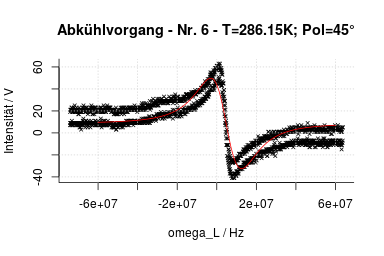 Abkühlvorgang - Nr. 6 - T=286.15K; Pol=45°
Intensität / V
60
20
0
-40
-6e+07
-2e+07
2e+07
6e+07
omega_L / Hz